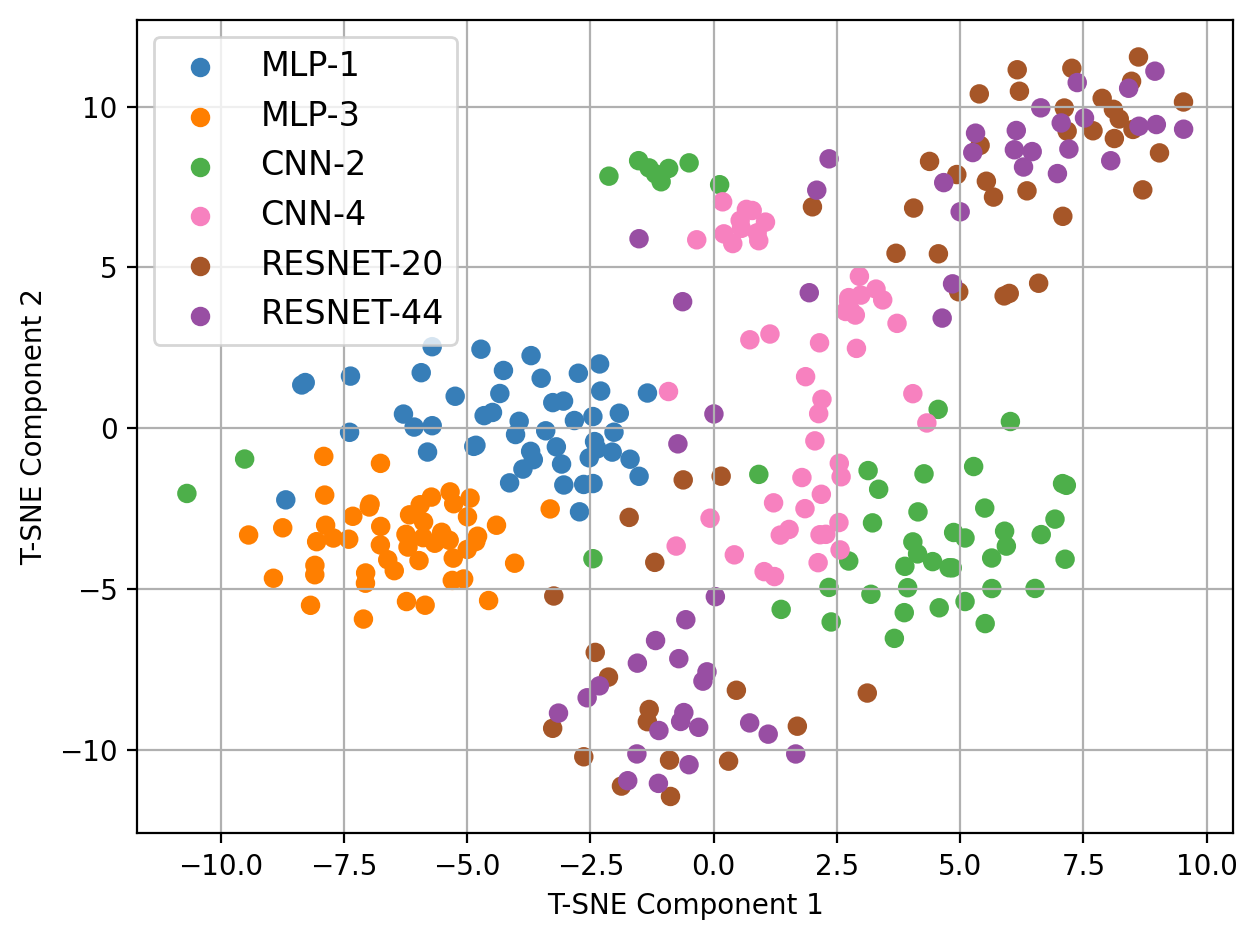 MLP-1
MLP-3
CNN-2
CNN-4
RESNET-20
RESNET-44
10
5
0
−5
−10
T-SNE Component 2
−10.0 −7.5 −5.0 −2.5 0.0 2.5 5.0 7.5 10.0
T-SNE Component 1